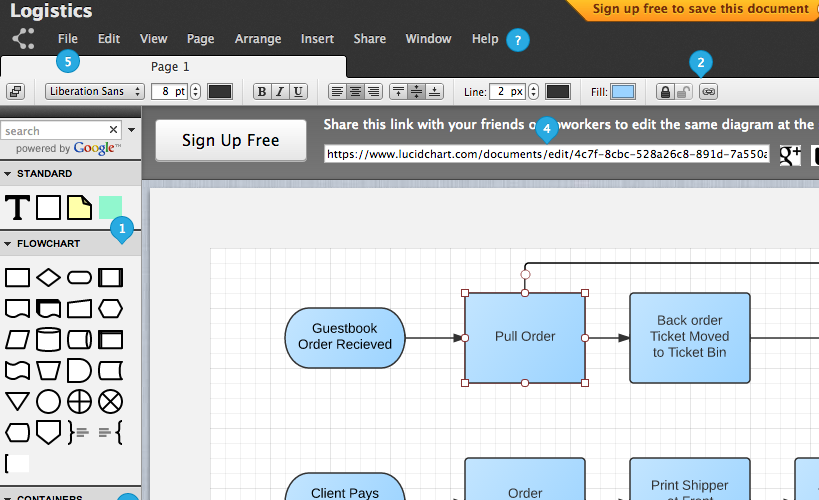 Logistics
Sign up free to save this document
File Edit View Page Arrange Insert Share Window Help ?
5
Page 1
2
Liberation Sans 8 pt B I U Line: 2 px Fill:
search
powered by Google™
Sign Up Free
Share this link with your friends o oworkers to edit the same diagram at the
4
https://www.lucidchart.com/documents/edit/4c7f-8cbc-528a26c8-891d-7a550a
g+
STANDARD
T
1
FLOWCHART
Guestbook
Order Recieved
Pull Order
Back order
Ticket Moved
to Ticket Bin
CONTAINERS
Client Pays
Order
Print Shipper
at Front